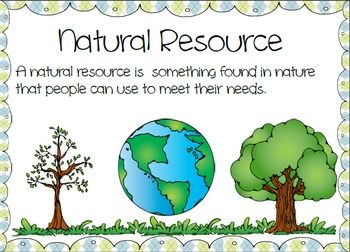 Natural Resource
A natural resource is something found in nature
that people can use to meet their needs.